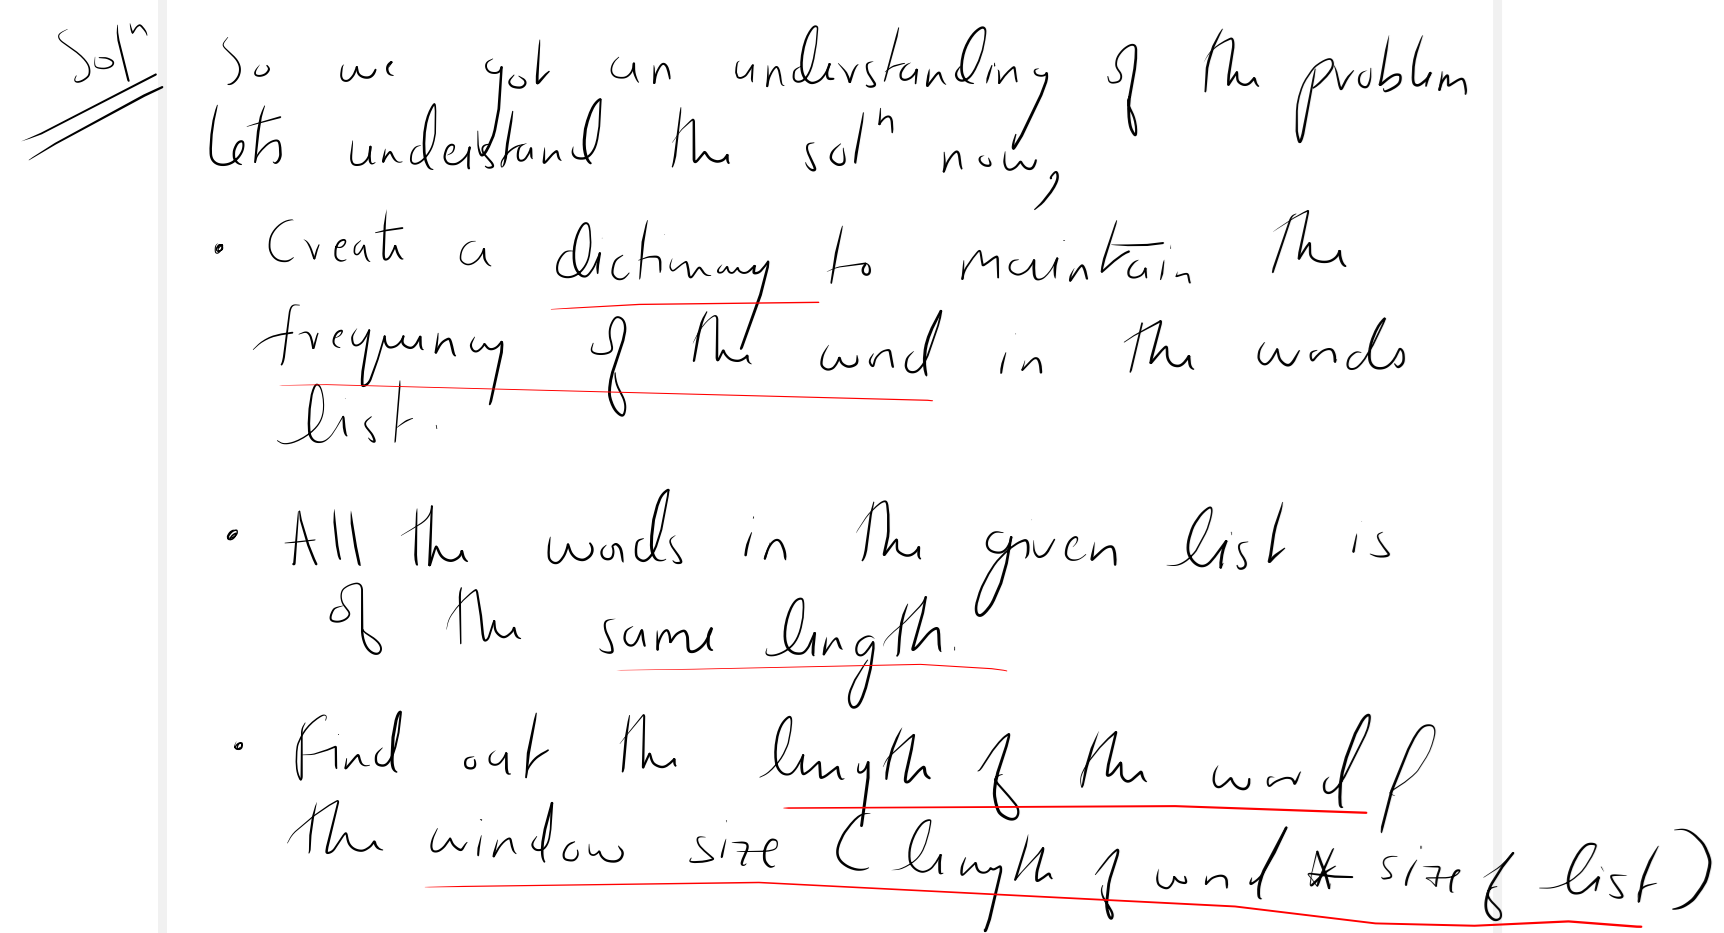 Solⁿ So we got an understanding of the problem
Lets understand the solⁿ now,
• Create a dictionary to maintain the
frequency of the word in the words
list.
• All the words in the given list is
of the same length.
• Find out the length of the word &
the window size (length of word * size of list)